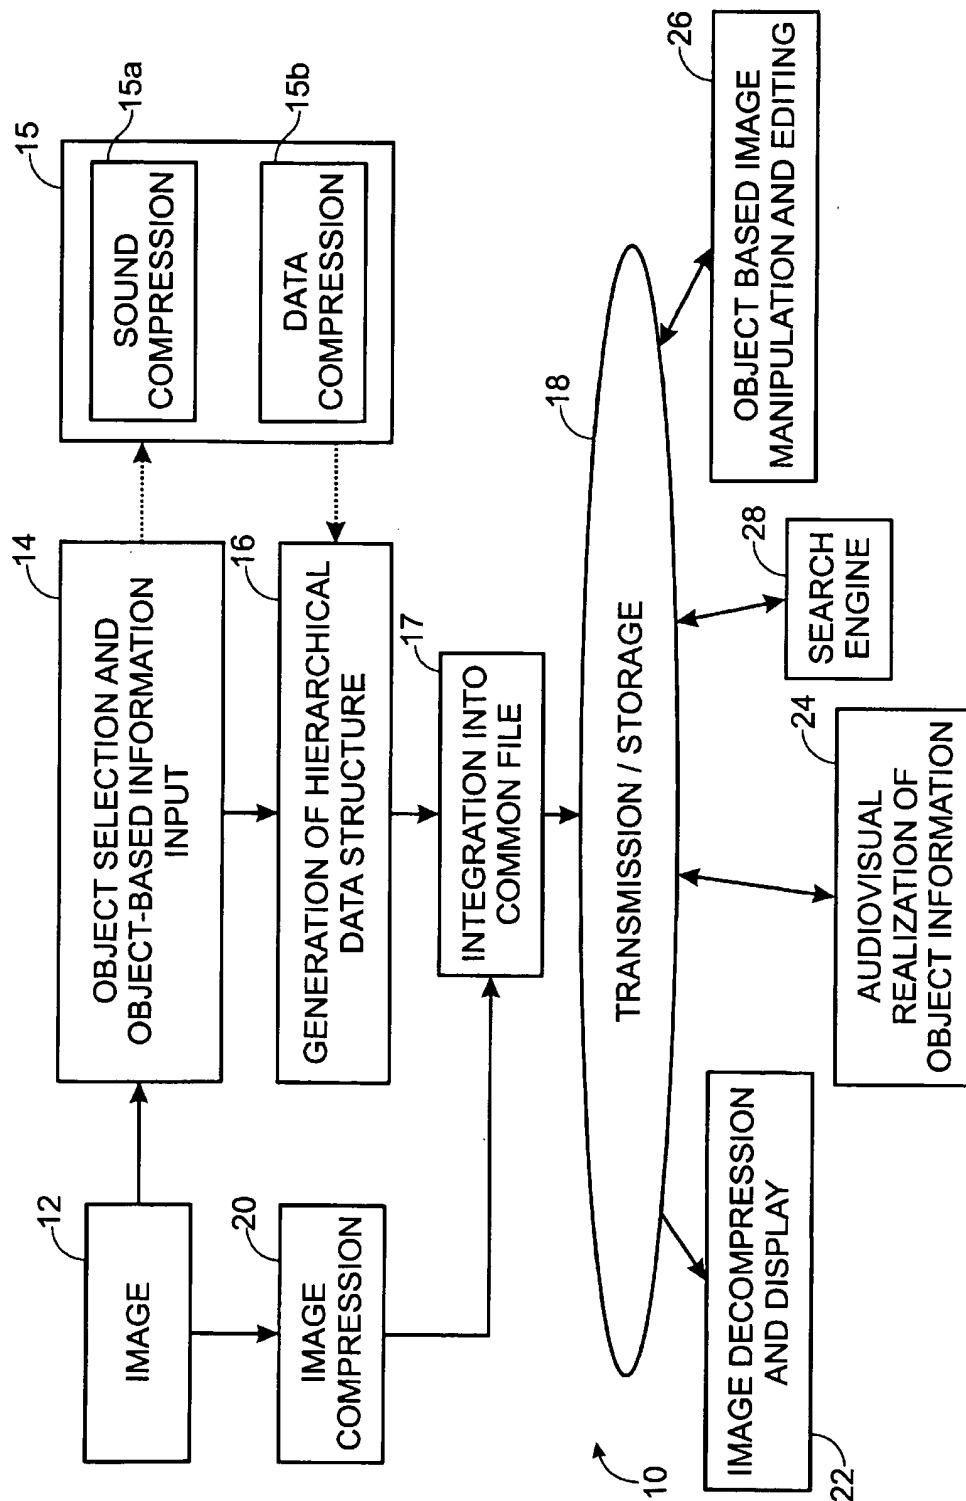 12
IMAGE
14
OBJECT SELECTION AND
OBJECT-BASED INFORMATION
INPUT
15
15a
SOUND
COMPRESSION
15b
DATA
COMPRESSION
20
IMAGE
COMPRESSION
16
GENERATION OF HIERARCHICAL
DATA STRUCTURE
17
INTEGRATION INTO
COMMON FILE
18
TRANSMISSION / STORAGE
10
IMAGE DECOMPRESSION
AND DISPLAY
22
24
AUDIOVISUAL
REALIZATION OF
OBJECT INFORMATION
28
SEARCH
ENGINE
26
OBJECT BASED IMAGE
MANIPULATION AND EDITING